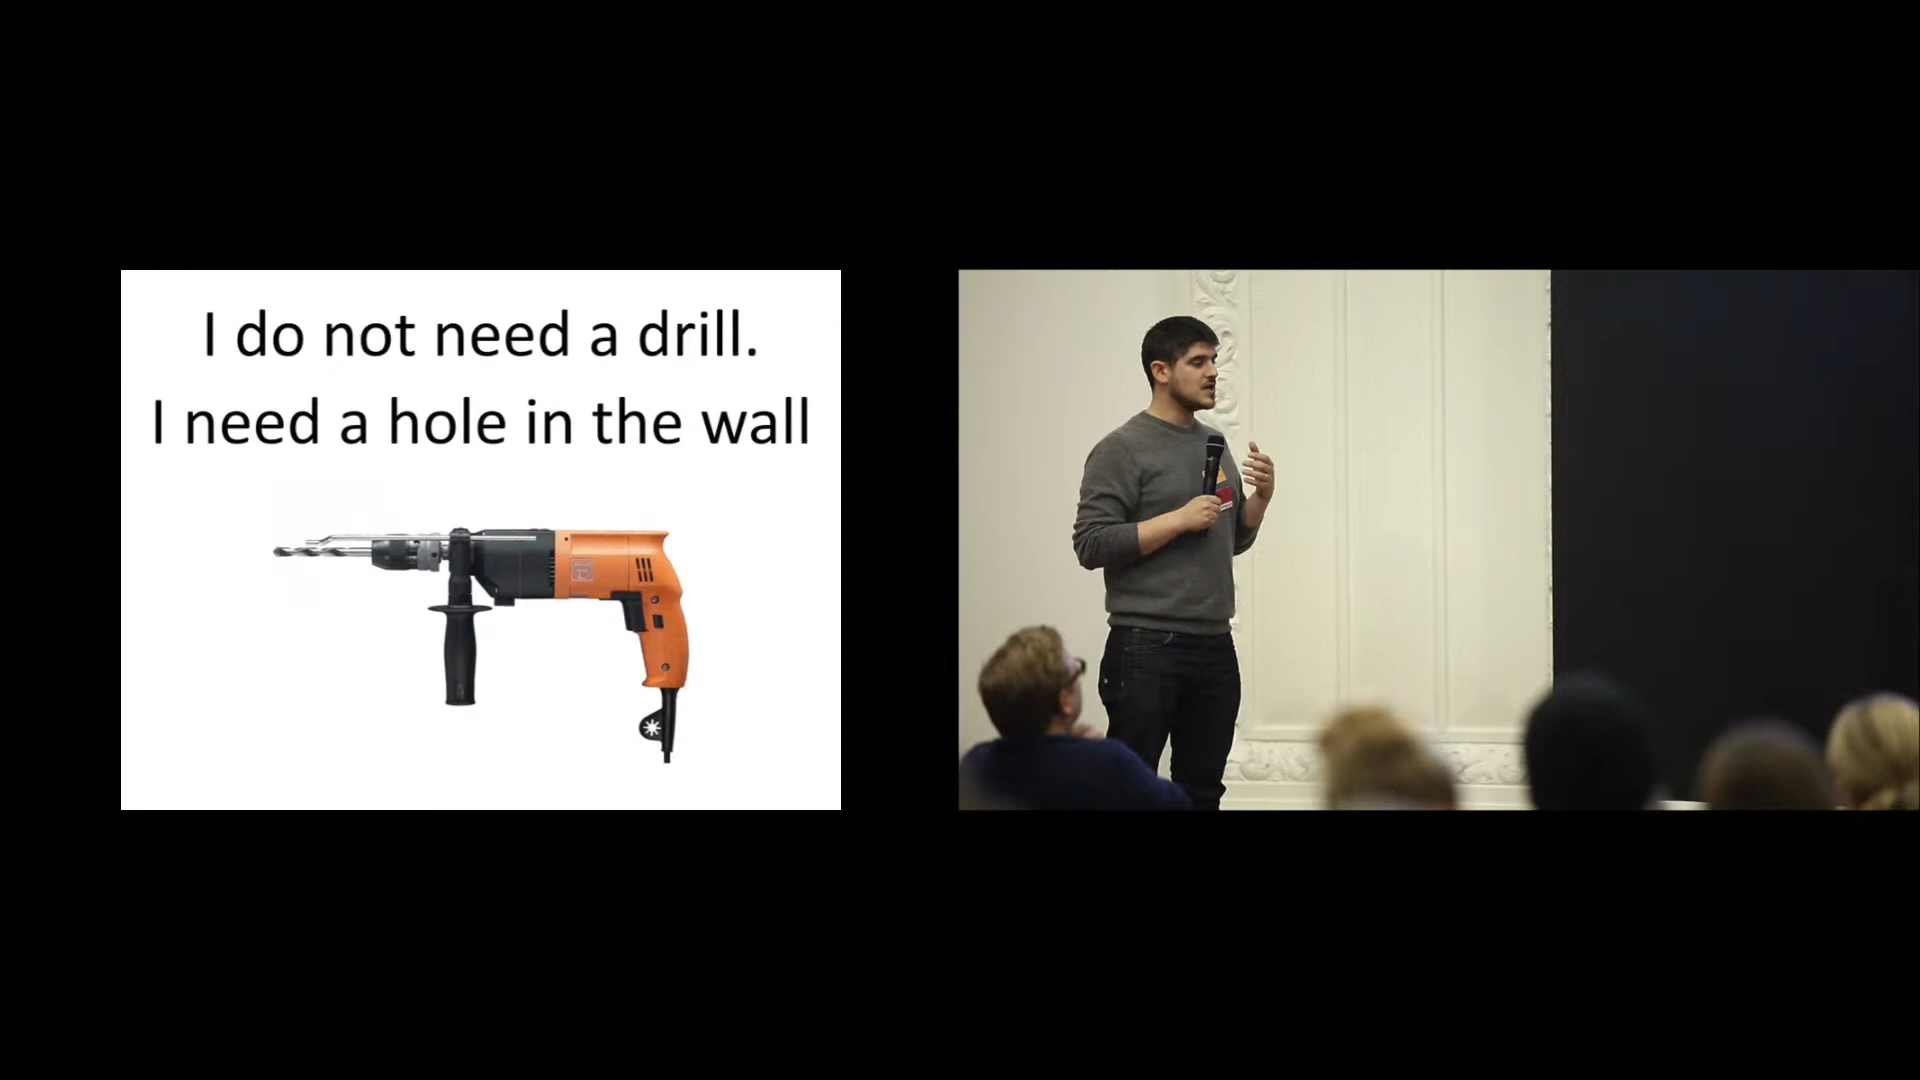 I do not need a drill.
I need a hole in the wall